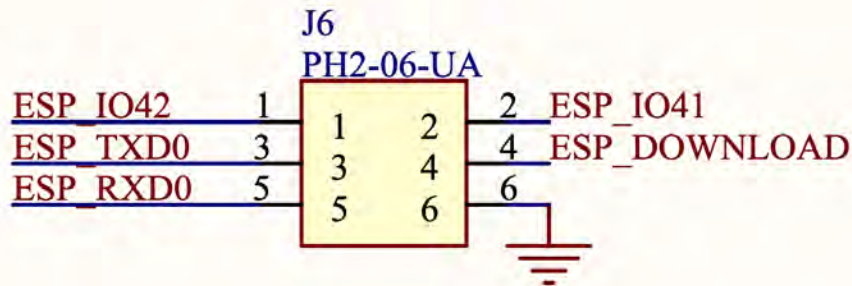 J6
PH2-06-UA
ESP_IO42 1 1 2 2 ESP_IO41
ESP_TXD0 3 3 4 4 ESP_DOWNLOAD
ESP_RXD0 5 5 6 6